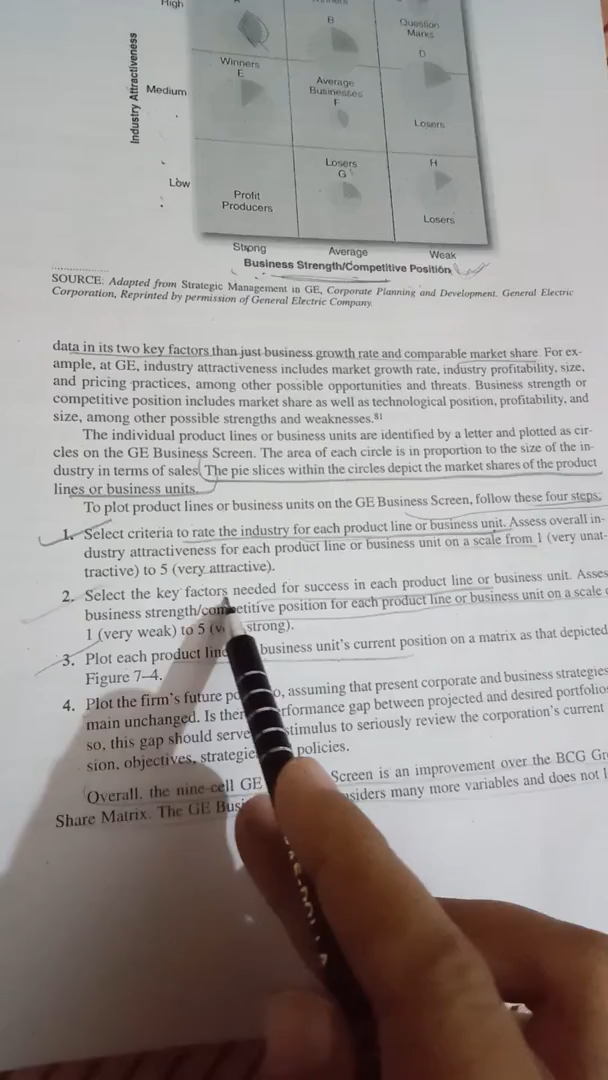 High
B
Question
Marks
Winners
E
D
Industry Attractiveness
Medium
Average
Businesses
F
Losers
Losers
G
H
Low
Profit
Producers
Losers
Strong
Average
Weak
Business Strength/Competitive Position
SOURCE: Adapted from Strategic Management in GE, Corporate Planning and Development. General Electric
Corporation, Reprinted by permission of General Electric Company.
data in its two key factors than just business growth rate and comparable market share. For ex-
ample, at GE, industry attractiveness includes market growth rate, industry profitability, size,
and pricing practices, among other possible opportunities and threats. Business strength or
competitive position includes market share as well as technological position, profitability, and
size, among other possible strengths and weaknesses.81
The individual product lines or business units are identified by a letter and plotted as cir-
cles on the GE Business Screen. The area of each circle is in proportion to the size of the in-
dustry in terms of sales. The pie slices within the circles depict the market shares of the product
lines or business units.
To plot product lines or business units on the GE Business Screen, follow these four steps:
1. Select criteria to rate the industry for each product line or business unit. Assess overall in-
dustry attractiveness for each product line or business unit on a scale from 1 (very unat-
tractive) to 5 (very attractive).
2. Select the key factors needed for success in each product line or business unit. Asses
business strength/competitive position for each product line or business unit on a scale
1 (very weak) to 5 ( strong).
3. Plot each product line business unit's current position on a matrix as that depicted
Figure 7–4.
4. Plot the firm's future po o, assuming that present corporate and business strategies
main unchanged. Is ther rformance gap between projected and desired portfolio
so, this gap should serve stimulus to seriously review the corporation's current
sion, objectives, strategie policies.
Overall, the nine-cell GE Screen is an improvement over the BCG Gr
Share Matrix. The GE Busi nsiders many more variables and does not l